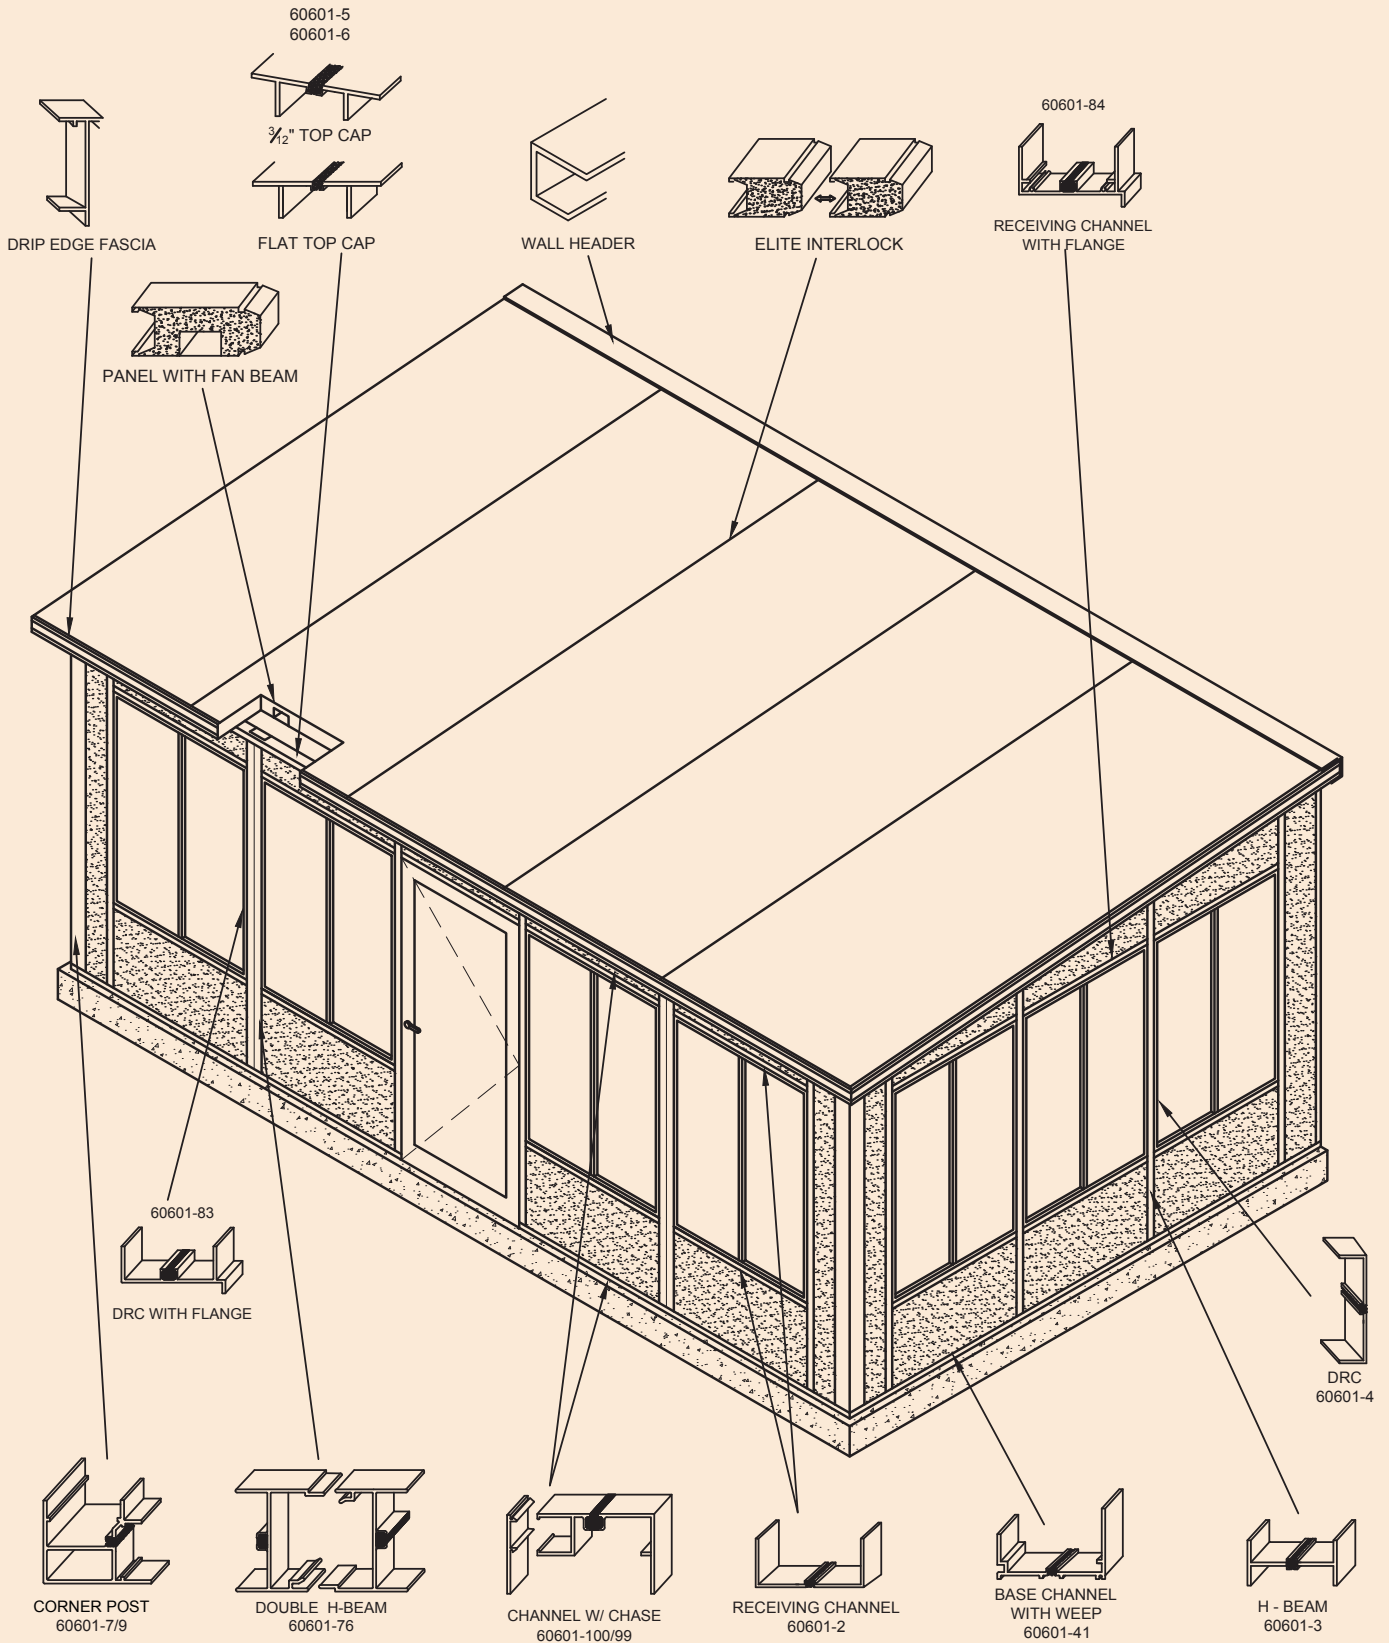 60601-5
60601-6
3/12" TOP CAP
60601-84
DRIP EDGE FASCIA
FLAT TOP CAP
WALL HEADER
ELITE INTERLOCK
RECEIVING CHANNEL
WITH FLANGE
PANEL WITH FAN BEAM
60601-83
DRC WITH FLANGE
DRC
60601-4
CORNER POST
60601-7/9
DOUBLE H-BEAM
60601-76
CHANNEL W/ CHASE
60601-100/99
RECEIVING CHANNEL
60601-2
BASE CHANNEL
WITH WEEP
60601-41
H - BEAM
60601-3